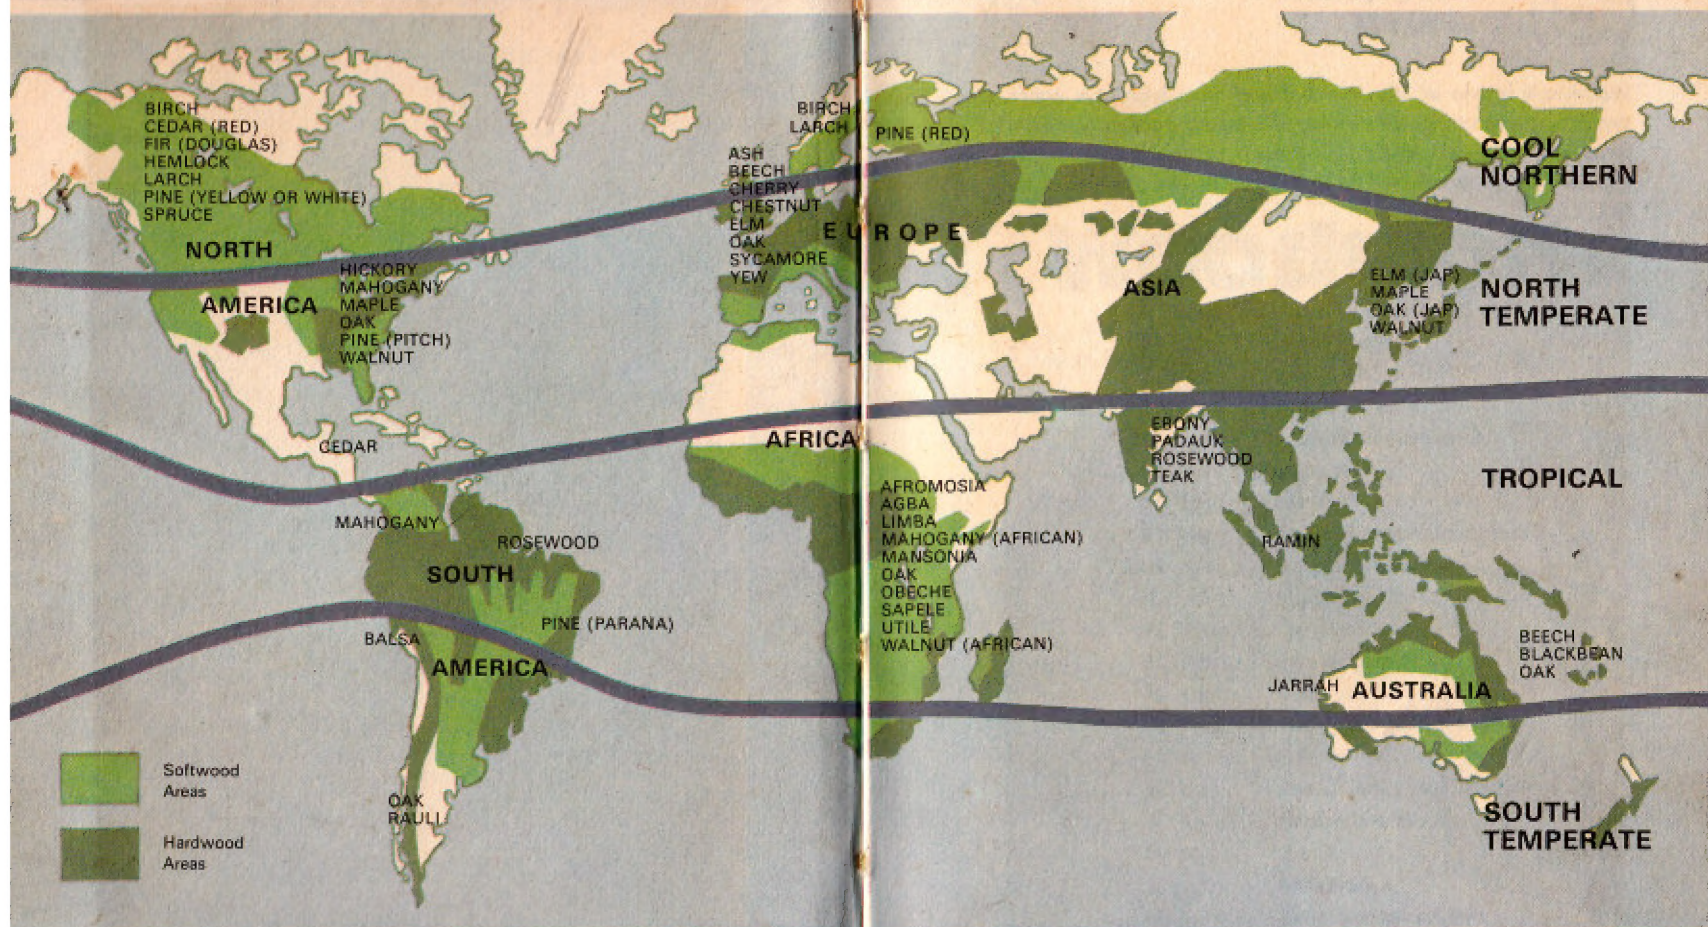 BIRCH
CEDAR (RED)
FIR (DOUGLAS)
HEMLOCK
LARCH
PINE (YELLOW OR WHITE)
SPRUCE
NORTH
AMERICA
HICKORY
MAHOGANY
MAPLE
OAK
PINE (PITCH)
WALNUT
CEDAR
MAHOGANY
ROSEWOOD
SOUTH
AMERICA
PINE (PARANA)
BALSA
OAK
RAULI
BIRCH
LARCH
PINE (RED)
ASH
BEECH
CHERRY
CHESTNUT
ELM
OAK
SYCAMORE
YEW
EUROPE
AFRICA
AFROMOSIA
AGBA
LIMBA
MAHOGANY (AFRICAN)
MANSONIA
OAK
OBECHE
SAPELE
UTILE
WALNUT (AFRICAN)
ASIA
ELM (JAP)
MAPLE
OAK (JAP)
WALNUT
EBONY
PADAUK
ROSEWOOD
TEAK
RAMIN
BEECH
BLACKBEAN
OAK
JARRAH
AUSTRALIA
COOL
NORTHERN
NORTH
TEMPERATE
TROPICAL
SOUTH
TEMPERATE
Softwood
Areas
Hardwood
Areas